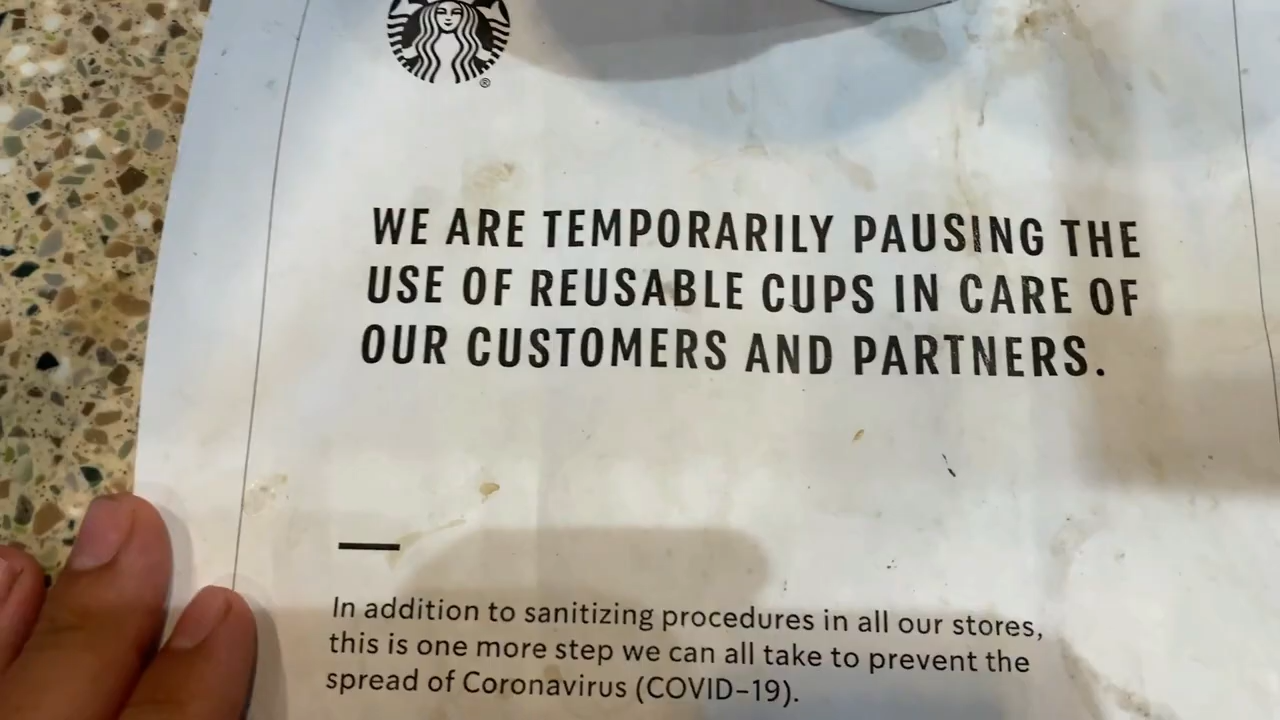 WE ARE TEMPORARILY PAUSING THE
USE OF REUSABLE CUPS IN CARE OF
OUR CUSTOMERS AND PARTNERS.
In addition to sanitizing procedures in all our stores,
this is one more step we can all take to prevent the
spread of Coronavirus (COVID-19).